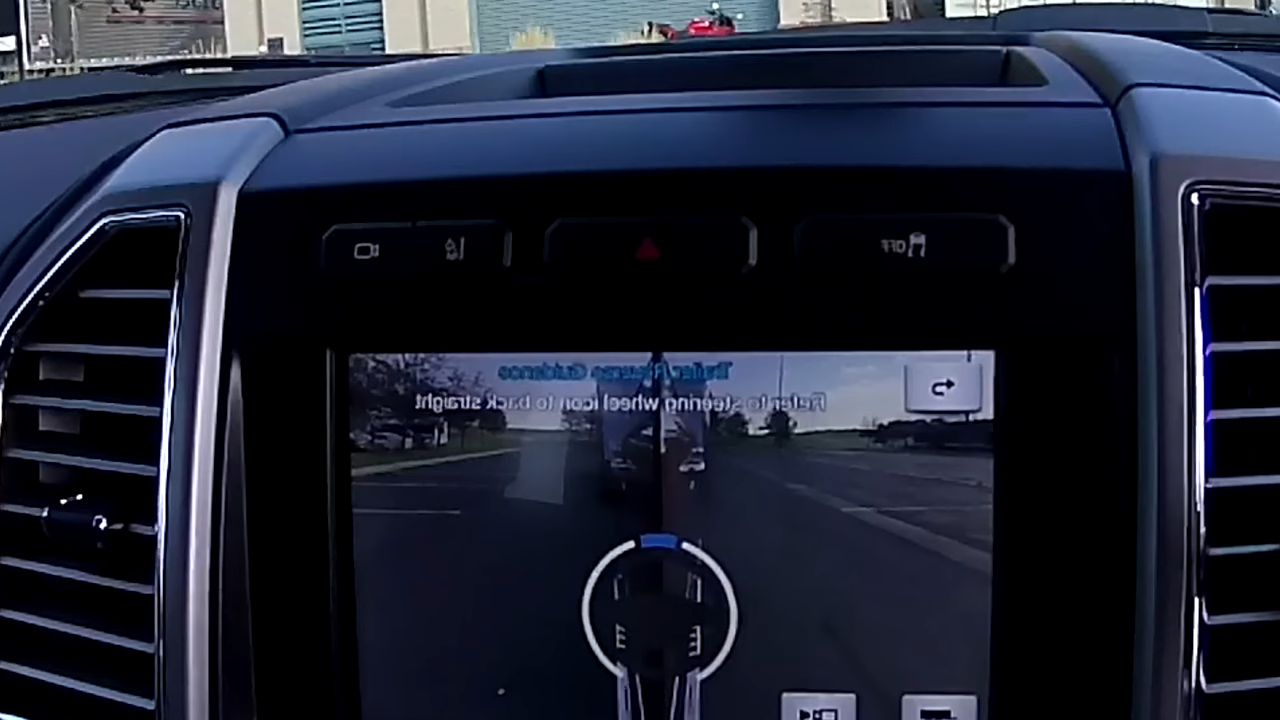 OFF
Trailer Reverse Guidance
Refer to steering wheel icon to back straight